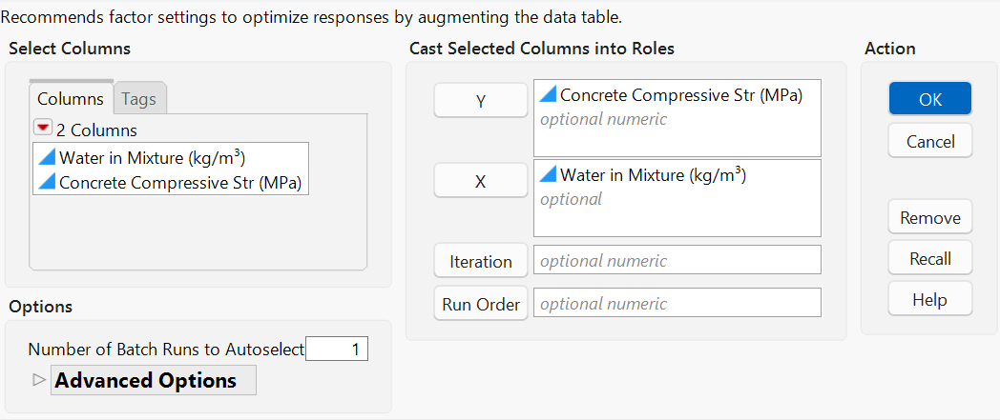 Recommends factor settings to optimize responses by augmenting the data table.
Select Columns
Columns
Tags
2 Columns
Water in Mixture (kg/m³)
Concrete Compressive Str (MPa)
Options
Number of Batch Runs to Autoselect 1
Advanced Options
Cast Selected Columns into Roles
Y
Concrete Compressive Str (MPa)
optional numeric
X
Water in Mixture (kg/m³)
optional
Iteration
optional numeric
Run Order
optional numeric
Action
OK
Cancel
Remove
Recall
Help